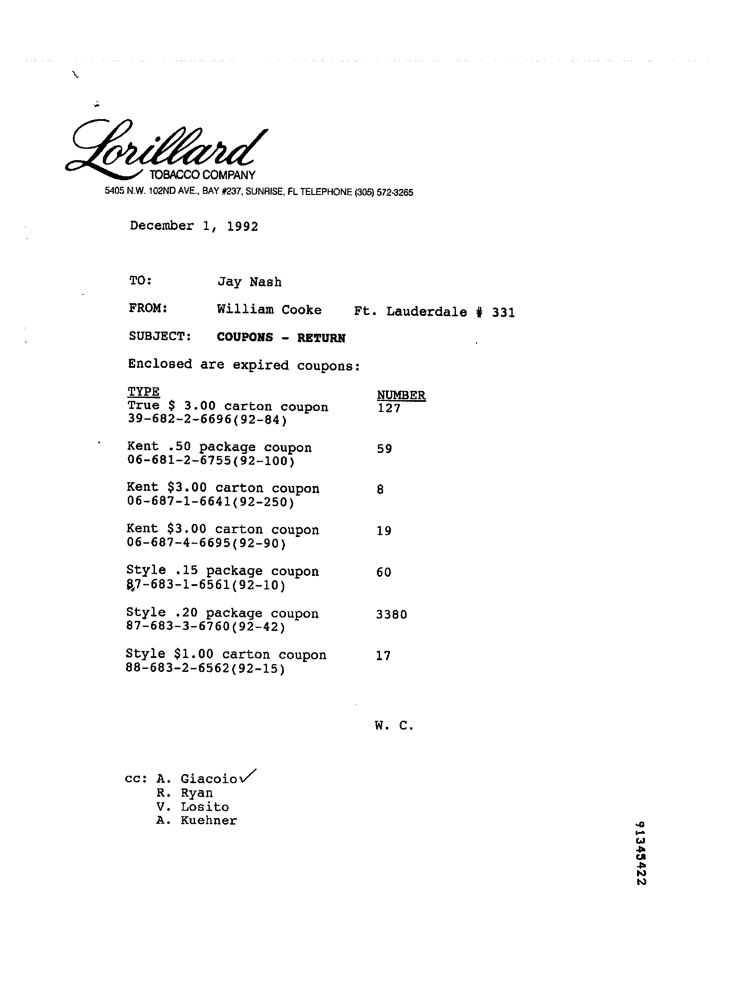 Lorillard
TOBACCO COMPANY
5405 N.W. 102ND AVE., BAY #237, SUNRISE, FL TELEPHONE (305) 572-3265
December 1, 1992
TO: Jay Nash
FROM: William Cooke Ft. Lauderdale # 331
SUBJECT: COUPONS - RETURN
Enclosed are expired coupons:
TYPE NUMBER
True $ 3.00 carton coupon 127
39-682-2-6696(92-84)
Kent .50 package coupon 59
06-681-2-6755(92-100)
Kent $3.00 carton coupon 8
06-687-1-6641(92-250)
Kent $3.00 carton coupon 19
06-687-4-6695(92-90)
Style .15 package coupon 60
87-683-1-6561(92-10)
Style .20 package coupon 3380
87-683-3-6760(92-42)
Style $1.00 carton coupon 17
88-683-2-6562(92-15)
W. C.
cc: A. Giacoio✓
R. Ryan
V. Losito
A. Kuehner
91345422